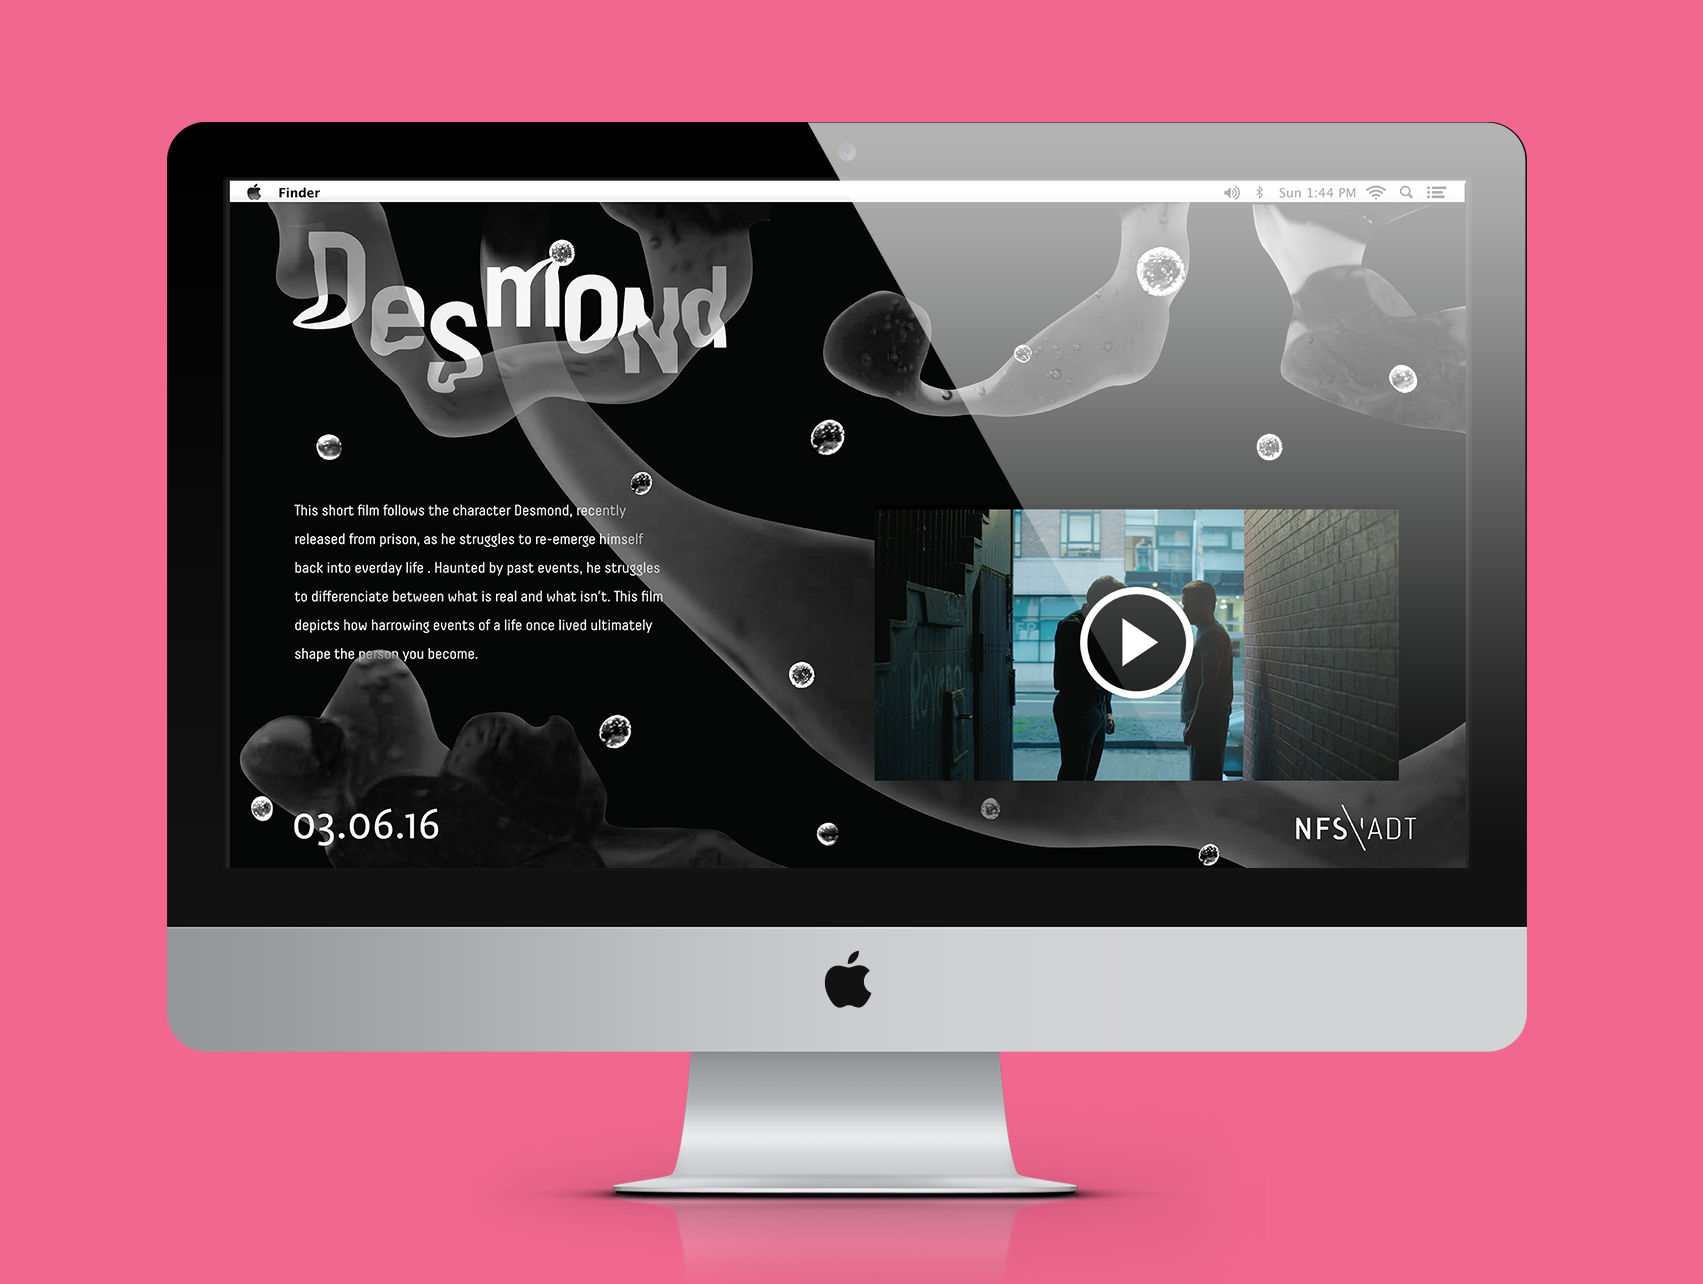 Finder
Sun 1:44 PM
Desmond
This short film follows the character Desmond, recently
released from prison, as he struggles to re-emerge himself
back into everday life . Haunted by past events, he struggles
to differenciate between what is real and what isn't. This film
depicts how harrowing events of a life once lived ultimately
shape the person you become.
03.06.16
NFS\'ADT